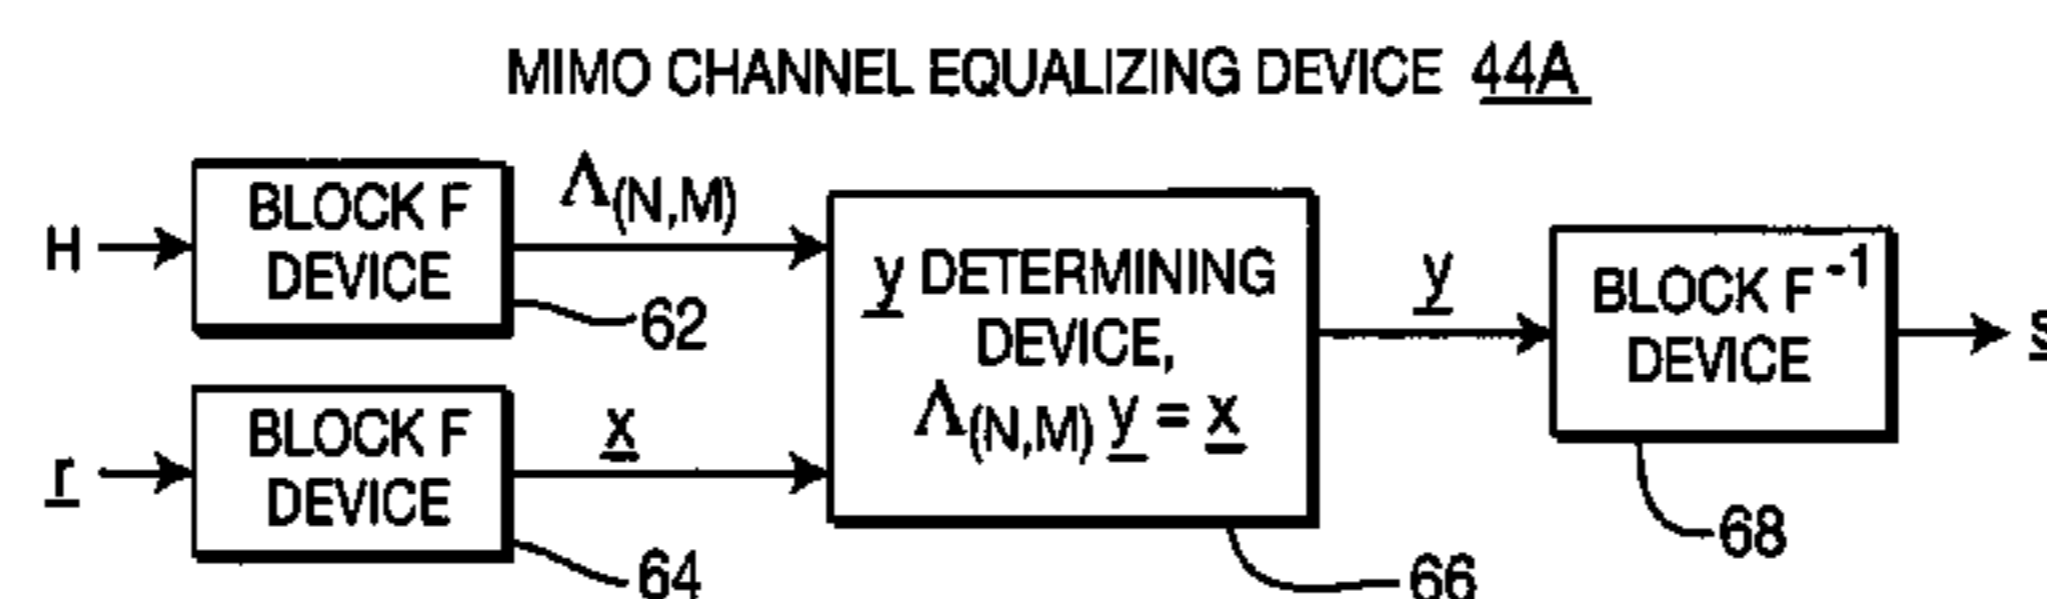 MIMO CHANNEL EQUALIZING DEVICE 44A
H
BLOCK F
DEVICE
62
Λ(N,M)
r
BLOCK F
DEVICE
64
x
y DETERMINING
DEVICE,
Λ(N,M) y = x
66
y
BLOCK F-1
DEVICE
68
s